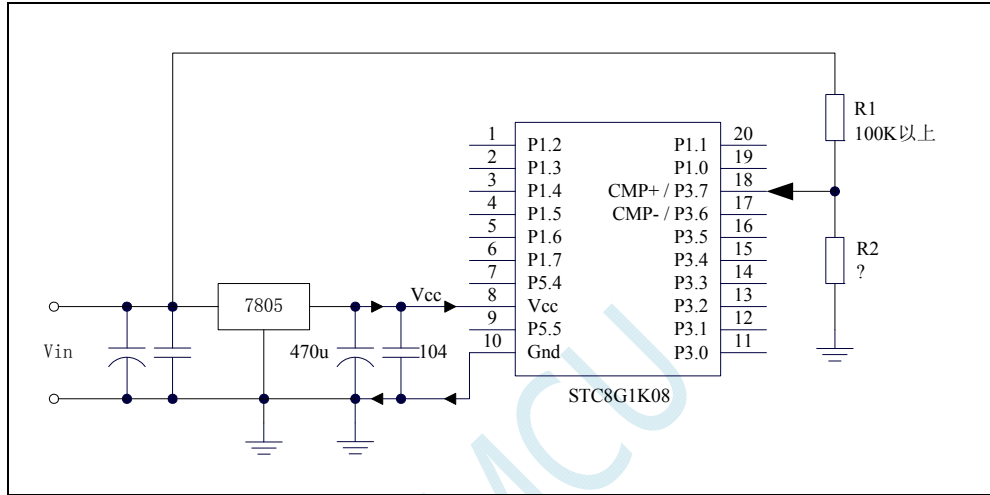 R1
100K以上
1
P1.2
P1.1
20
2
P1.3
P1.0
19
3
P1.4
CMP+ / P3.7
18
4
P1.5
CMP- / P3.6
17
5
P1.6
P3.5
16
6
P1.7
P3.4
15
7
P5.4
P3.3
14
8
Vcc
P3.2
13
9
P5.5
P3.1
12
10
Gnd
P3.0
11
R2
?
Vcc
7805
Vin
470u
104
STC8G1K08
MCU